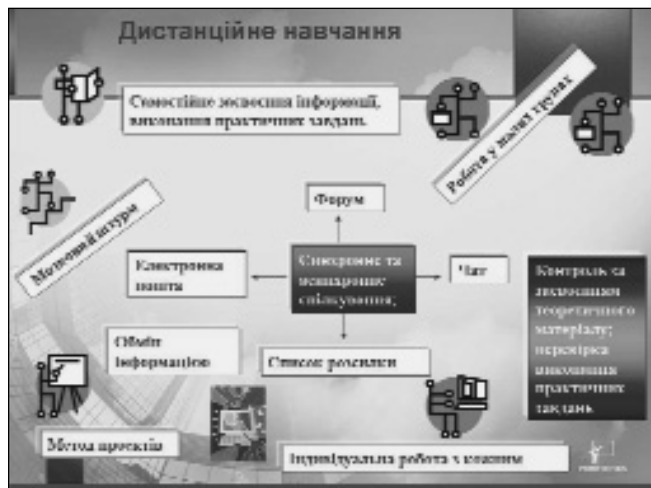 Дистанційне навчання
Самостійне засвоєння інформації,
виконання практичних завдань
Робота у малих групах
Форум
Мозковий штурм
Електронна
пошта
Синхронне та
асинхронне
спілкування;
Чат
Контроль за
засвоєнням
теоретичного
матеріалу;
перевірка
виконання
практичних
завдань
Обмін
інформацією
Список розсилки
Метод проектів
Індивідуальна робота з кожним